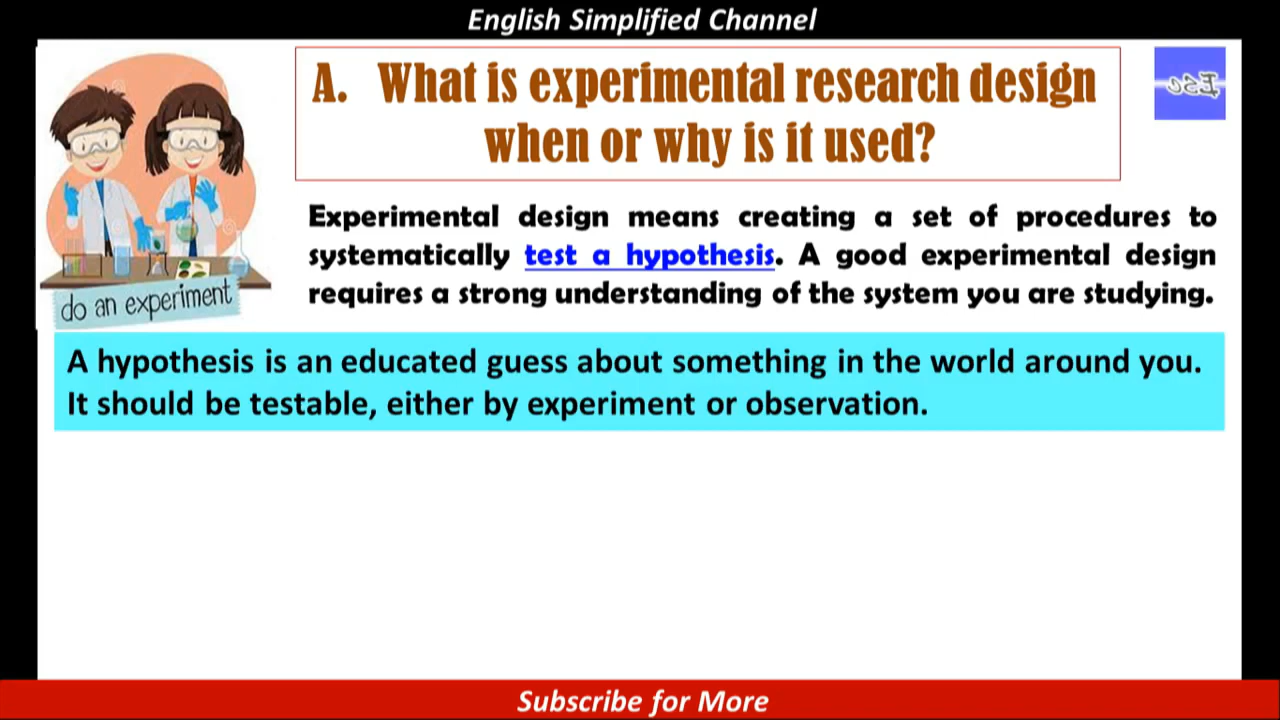 English Simplified Channel
A. What is experimental research design
when or why is it used?
Experimental design means creating a set of procedures to
systematically test a hypothesis. A good experimental design
requires a strong understanding of the system you are studying.
do an experiment
A hypothesis is an educated guess about something in the world around you.
It should be testable, either by experiment or observation.
Subscribe for More